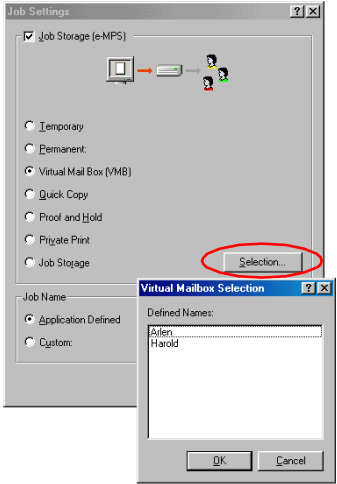 Job Settings
Job Storage (e-MPS)
Temporary
Permanent:
Virtual Mail Box (VMB)
Quick Copy
Proof and Hold
Private Print
Job Storage
Selection...
Virtual Mailbox Selection
Job Name
Defined Names:
Application Defined
Arlen
Custom:
Harold
OK
Cancel